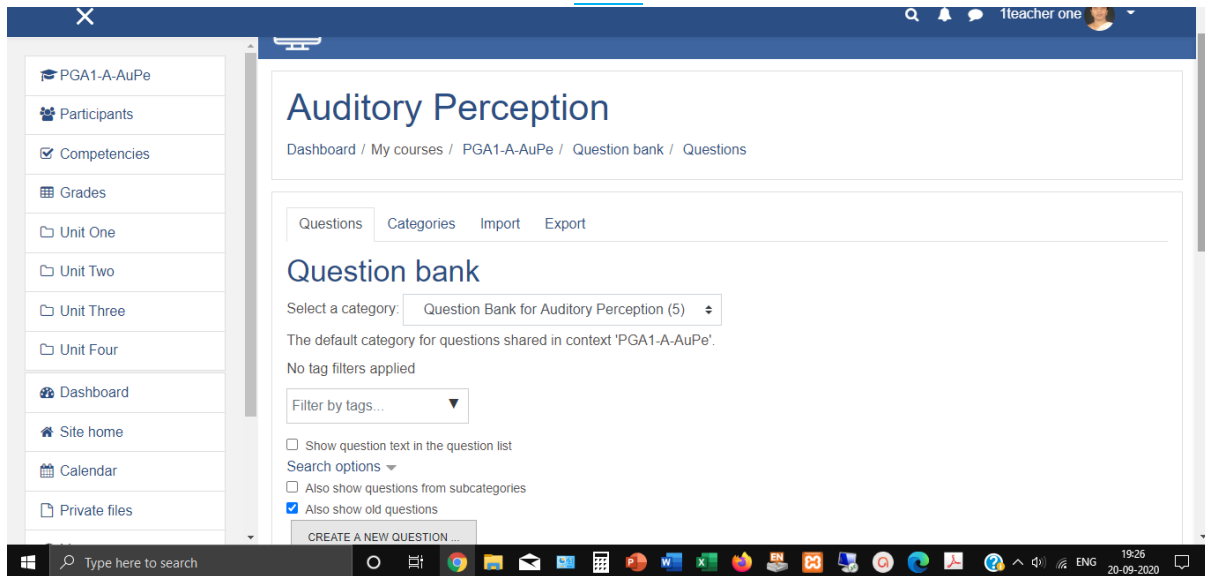 1teacher one
PGA1-A-AuPe
Participants
Competencies
Grades
Unit One
Unit Two
Unit Three
Unit Four
Dashboard
Site home
Calendar
Private files
Auditory Perception
Dashboard / My courses / PGA1-A-AuPe / Question bank / Questions
Questions Categories Import Export
Question bank
Select a category: Question Bank for Auditory Perception (5)
The default category for questions shared in context 'PGA1-A-AuPe'.
No tag filters applied
Filter by tags...
Show question text in the question list
Search options
Also show questions from subcategories
Also show old questions
CREATE A NEW QUESTION ...
Type here to search
ENG
19:26
20-09-2020